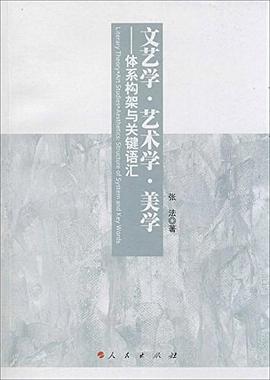 文艺学·艺术学·美学
——体系构架与关键语汇
Literary Theory•Art Studies•Aesthetics: Structure of System and Key Words
张 法◎著
人民出版社